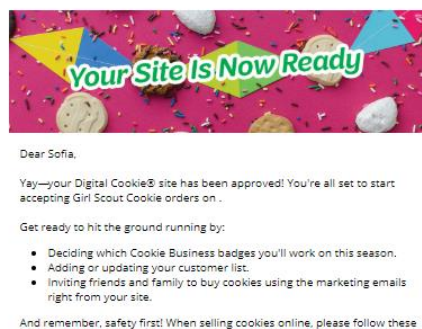 Your Site Is Now Ready
Dear Sofia,
Yay—your Digital Cookie® site has been approved! You're all set to start
accepting Girl Scout Cookie orders on .
Get ready to hit the ground running by:
• Deciding which Cookie Business badges you'll work on this season.
• Adding or updating your customer list.
• Inviting friends and family to buy cookies using the marketing emails
right from your site.
And remember, safety first! When selling cookies online, please follow these